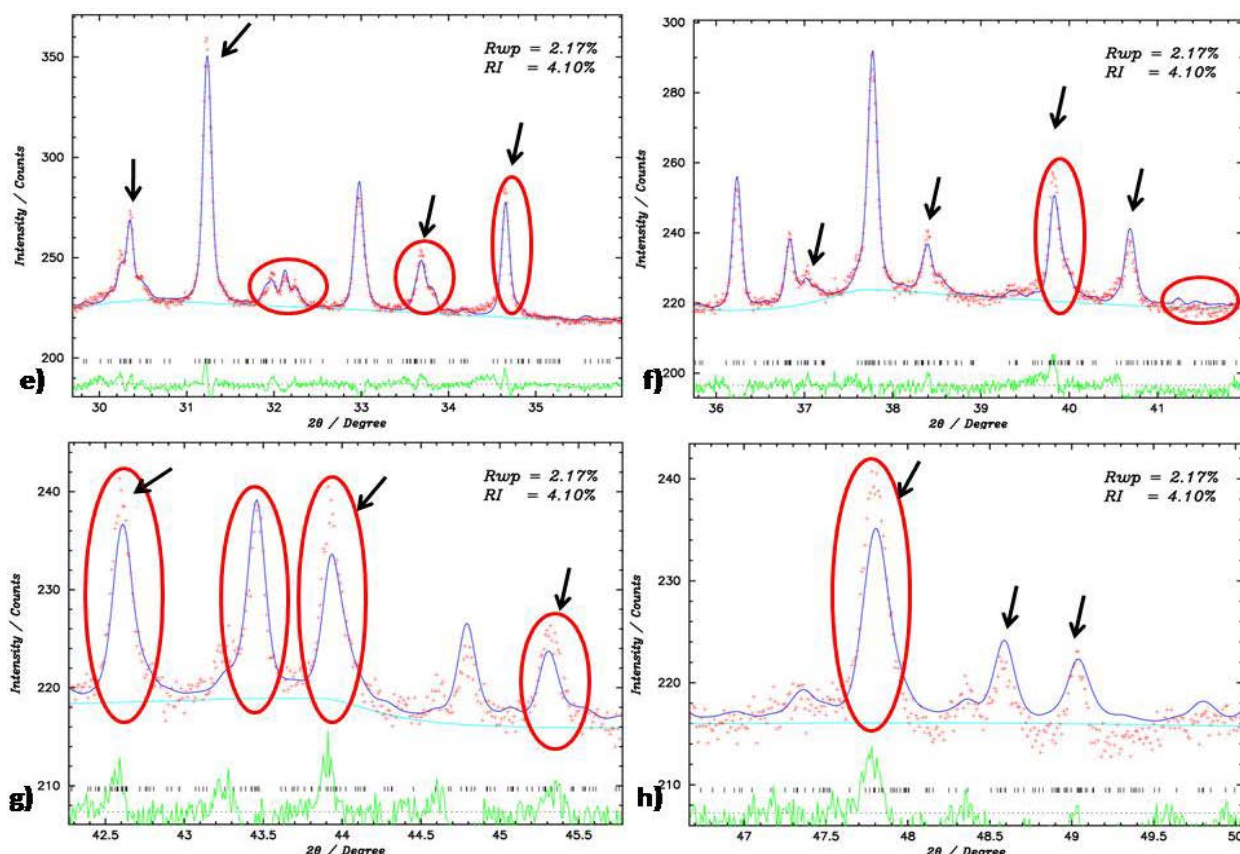 Rwp = 2.17%
RI = 4.10%
Intensity / Counts
350
300
250
200
e)
30 31 32 33 34 35
2θ / Degree
Rwp = 2.17%
RI = 4.10%
Intensity / Counts
300
280
260
240
220
200
f)
36 37 38 39 40 41
2θ / Degree
Rwp = 2.17%
RI = 4.10%
Intensity / Counts
240
230
220
210
g)
42.5 43 43.5 44 44.5 45 45.5
2θ / Degree
Rwp = 2.17%
RI = 4.10%
Intensity / Counts
240
230
220
210
h)
47 47.5 48 48.5 49 49.5 50
2θ / Degree